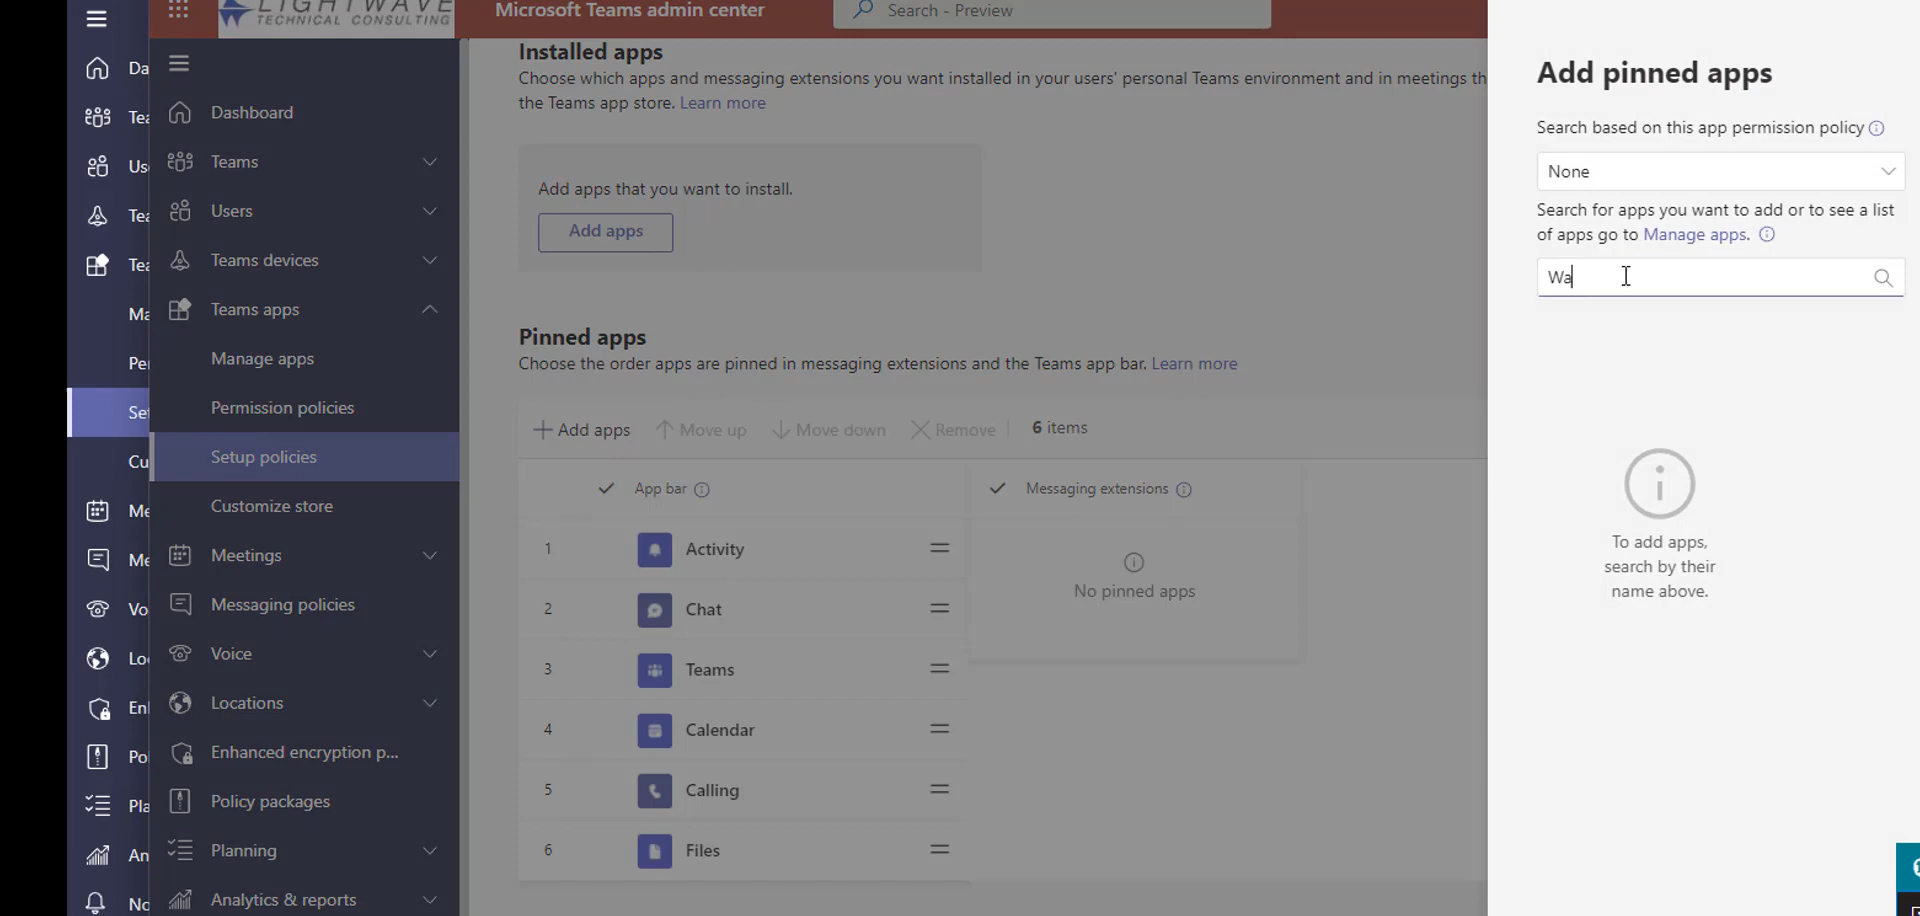 Da
Tea
Us
Tea
Tea
Ma
Pe
Set
Cu
Me
Me
Vo
Lo
En
Po
Pla
An
No
LIGHTWAVE
TECHNICAL CONSULTING
Microsoft Teams admin center
Search - Preview
Dashboard
Teams
Users
Teams devices
Teams apps
Manage apps
Permission policies
Setup policies
Customize store
Meetings
Messaging policies
Voice
Locations
Enhanced encryption p...
Policy packages
Planning
Analytics & reports
Installed apps
Choose which apps and messaging extensions you want installed in your users' personal Teams environment and in meetings th
the Teams app store. Learn more
Add apps that you want to install.
Add apps
Pinned apps
Choose the order apps are pinned in messaging extensions and the Teams app bar. Learn more
Add apps Move up Move down Remove 6 items
App bar Messaging extensions
1 Activity
2 Chat
3 Teams
4 Calendar
5 Calling
6 Files
No pinned apps
Add pinned apps
Search based on this app permission policy
None
Search for apps you want to add or to see a list
of apps go to Manage apps.
Wa
To add apps,
search by their
name above.